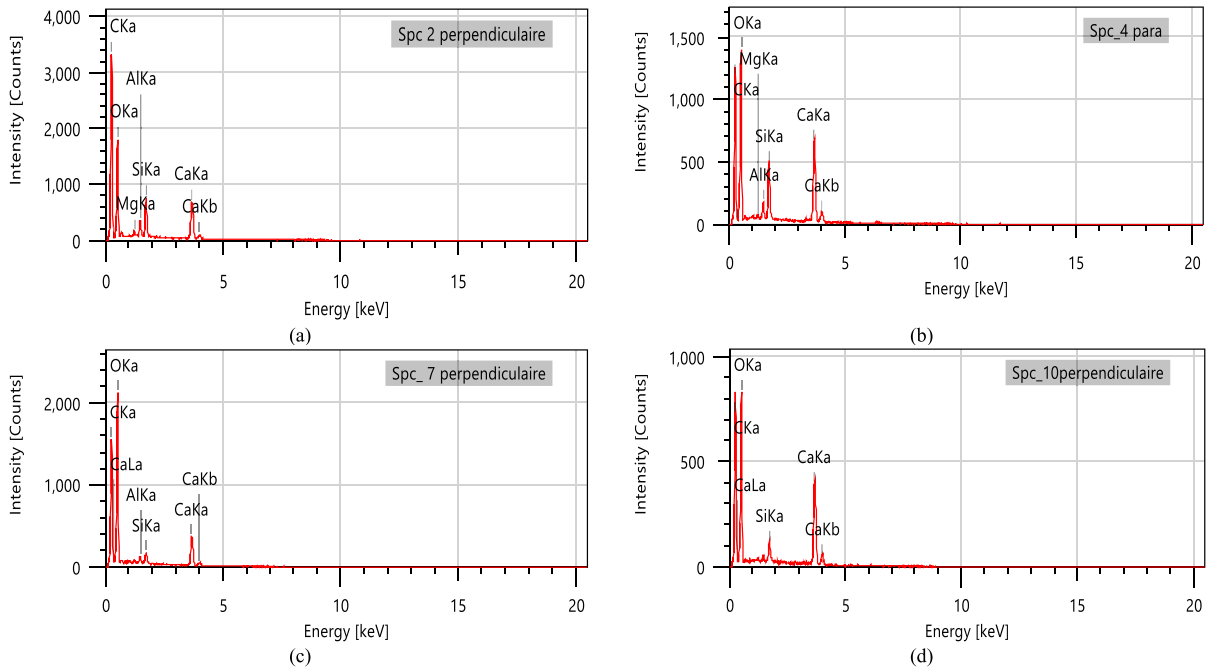 Spc 2 perpendiculaire
Intensity [Counts]
4,000
3,000
2,000
1,000
0
CKa
AlKa
OKa
SiKa
MgKa
CaKa
CaKb
0 5 10 15 20
Energy [keV]
(a)
Spc_4 para
Intensity [Counts]
1,500
1,000
500
0
OKa
MgKa
CKa
SiKa
AlKa
CaKa
CaKb
0 5 10 15 20
Energy [keV]
(b)
Spc_ 7 perpendiculaire
Intensity [Counts]
2,000
1,000
0
OKa
CKa
CaLa
AlKa
SiKa
CaKb
CaKa
0 5 10 15 20
Energy [keV]
(c)
Spc_10perpendiculaire
Intensity [Counts]
1,000
500
0
OKa
CKa
CaLa
SiKa
CaKa
CaKb
0 5 10 15 20
Energy [keV]
(d)